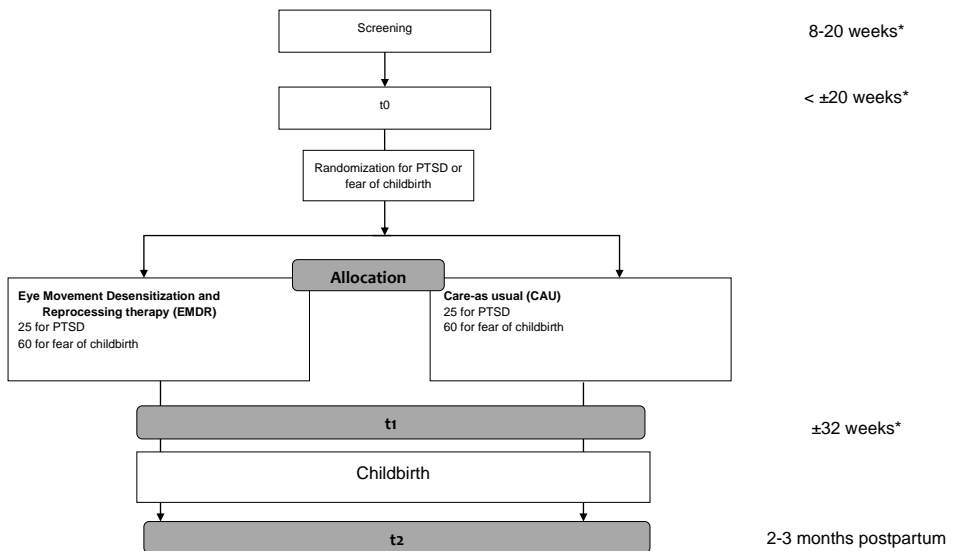 Screening
8-20 weeks*
t0
< ±20 weeks*
Randomization for PTSD or
fear of childbirth
Allocation
Eye Movement Desensitization and
Reprocessing therapy (EMDR)
25 for PTSD
60 for fear of childbirth
Care-as usual (CAU)
25 for PTSD
60 for fear of childbirth
t1
±32 weeks*
Childbirth
t2
2-3 months postpartum